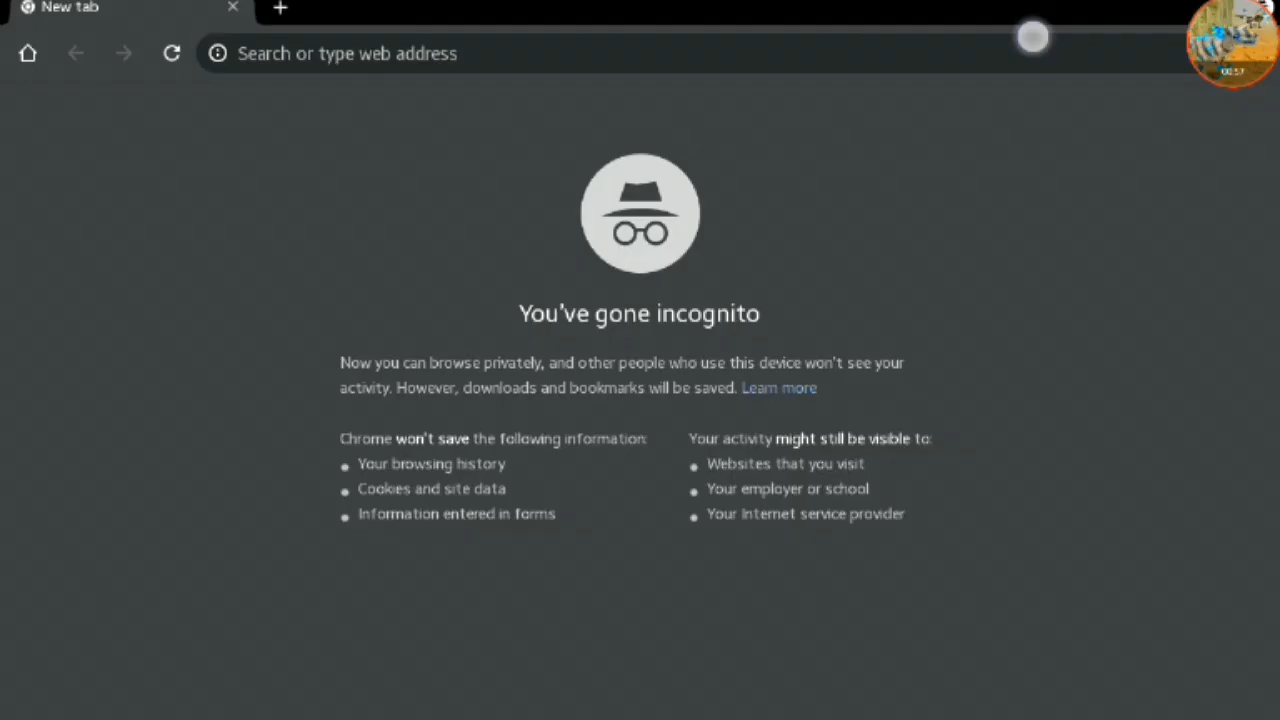 New tab
Search or type web address
00:57
You've gone incognito
Now you can browse privately, and other people who use this device won't see your
activity. However, downloads and bookmarks will be saved. Learn more
Chrome won't save the following information:
Your browsing history
Cookies and site data
Information entered in forms
Your activity might still be visible to:
Websites that you visit
Your employer or school
Your Internet service provider